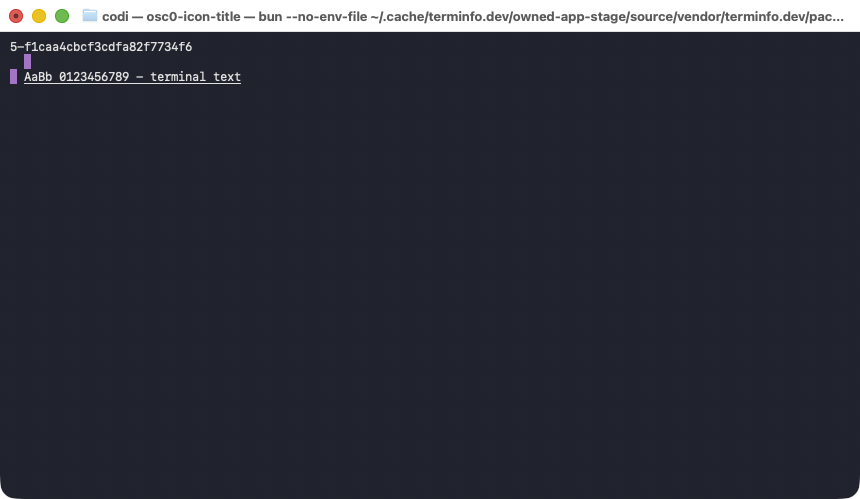 codi — osc0-icon-title — bun --no-env-file ~/.cache/terminfo.dev/owned-app-stage/source/vendor/terminfo.dev/pac...
5-f1caa4cbcf3cdfa82f7734f6
AaBb 0123456789 — terminal text